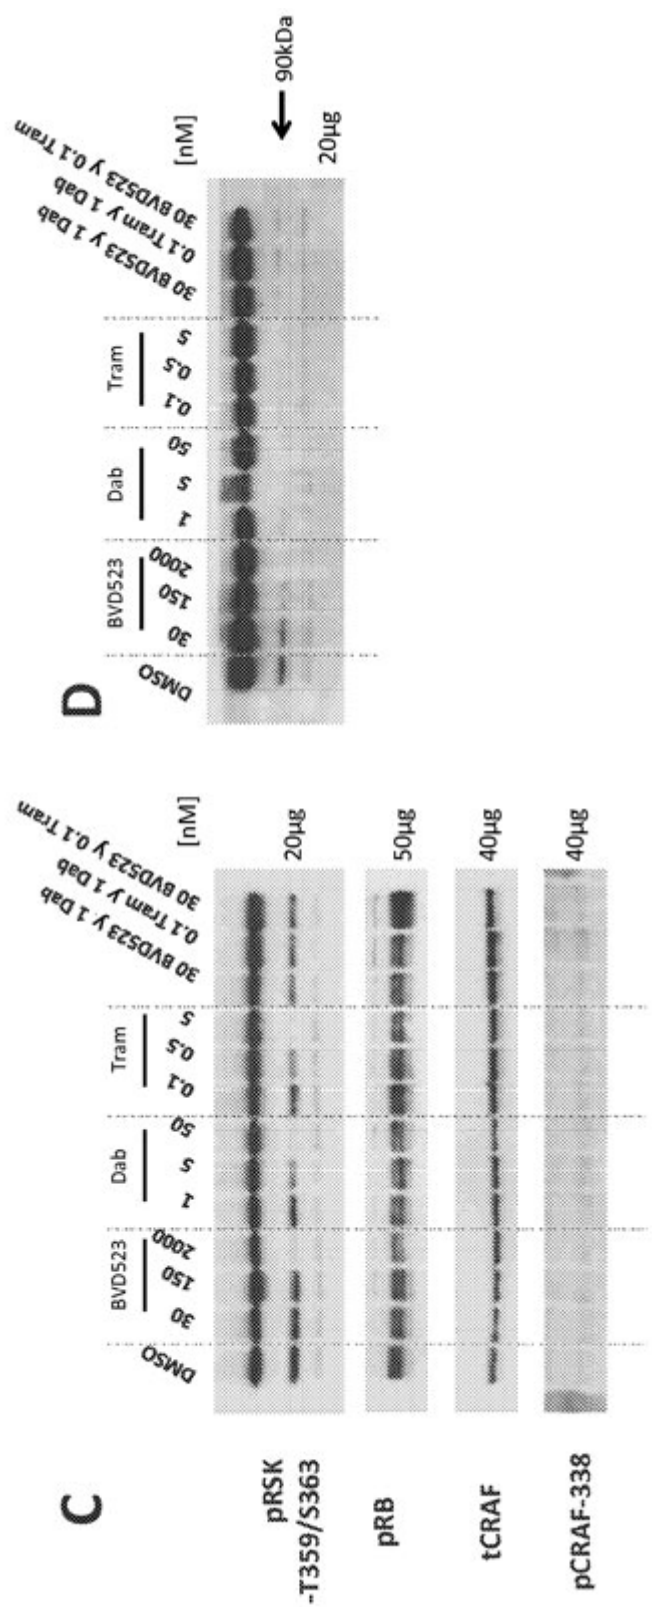 C
BVD523
Dab
Tram
DMSO
30
150
2000
1
5
50
0.1
0.5
5
30 BVD523 y 1 Dab
0.1 Tram y 1 Dab
30 BVD523 y 0.1 Tram
[nM]
pRSK
-T359/S363
20µg
pRB
50µg
tCRAF
40µg
pCRAF-338
40µg
D
BVD523
Dab
Tram
DMSO
30
150
2000
1
5
50
0.1
0.5
5
30 BVD523 y 1 Dab
0.1 Tram y 1 Dab
30 BVD523 y 0.1 Tram
[nM]
90kDa
20µg